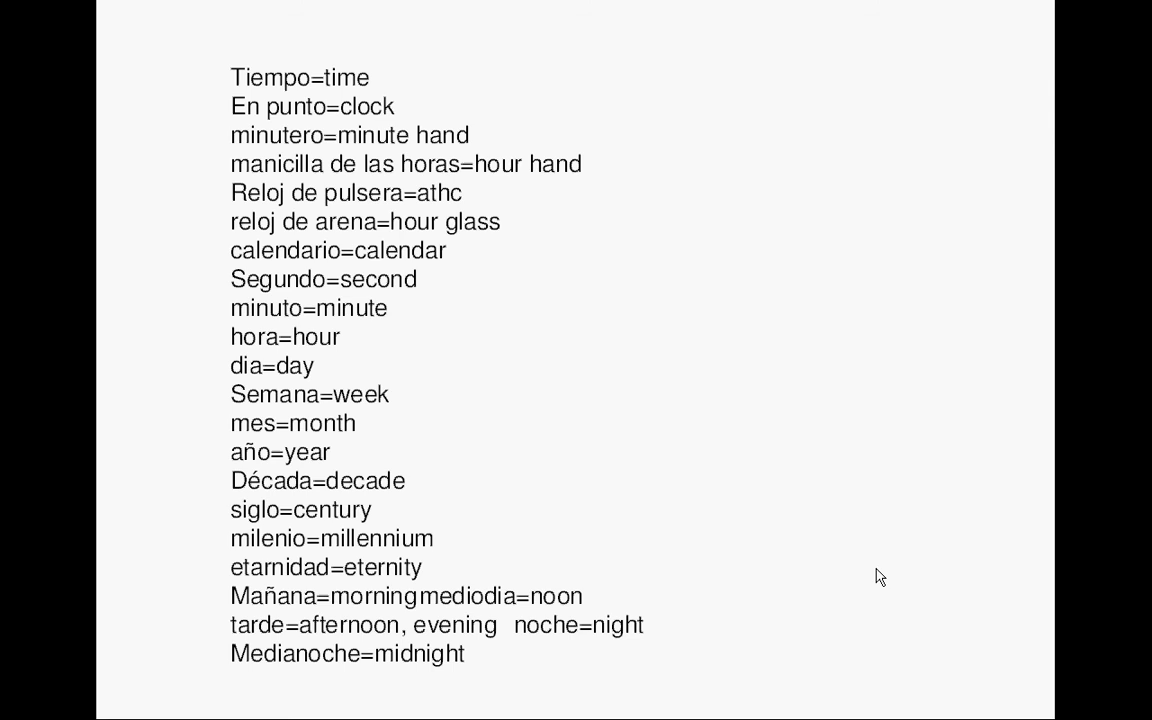 Tiempo=time
En punto=clock
minutero=minute hand
manicilla de las horas=hour hand
Reloj de pulsera=athc
reloj de arena=hour glass
calendario=calendar
Segundo=second
minuto=minute
hora=hour
dia=day
Semana=week
mes=month
año=year
Década=decade
siglo=century
milenio=millennium
etarnidad=eternity
Mañana=morningmediodia=noon
tarde=afternoon, evening  noche=night
Medianoche=midnight